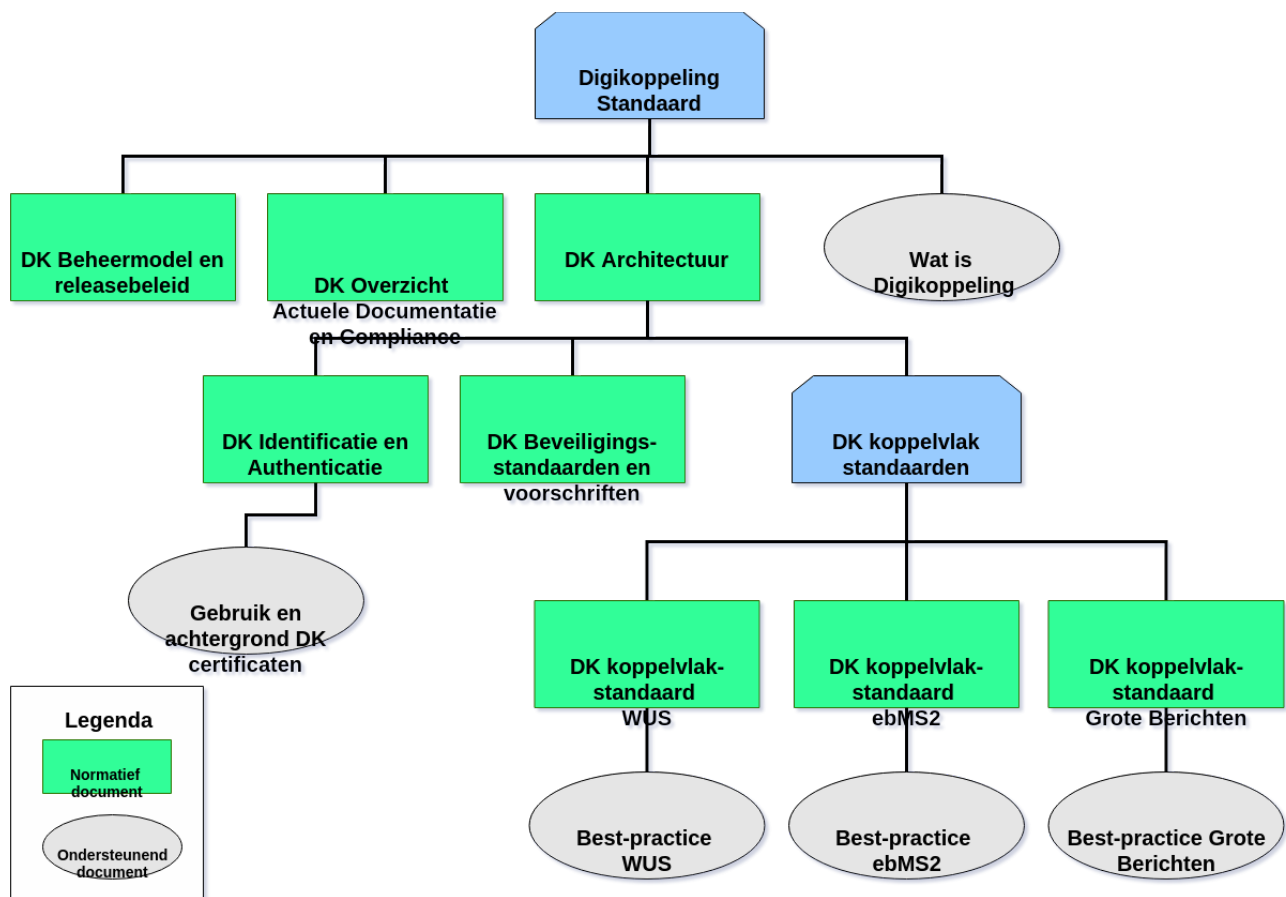 Digikoppeling
Standaard
DK Beheermodel en
releasebeleid
DK Overzicht
Actuele Documentatie
en Compliance
DK Architectuur
Wat is
Digikoppeling
DK Identificatie en
Authenticatie
DK Beveiligings-
standaarden en
voorschriften
DK koppelvlak
standaarden
Gebruik en
achtergrond DK
certificaten
DK koppelvlak-
standaard
WUS
DK koppelvlak-
standaard
ebMS2
DK koppelvlak-
standaard
Grote Berichten
Best-practice
WUS
Best-practice
ebMS2
Best-practice Grote
Berichten
Legenda
Normatief
document
Ondersteunend
document